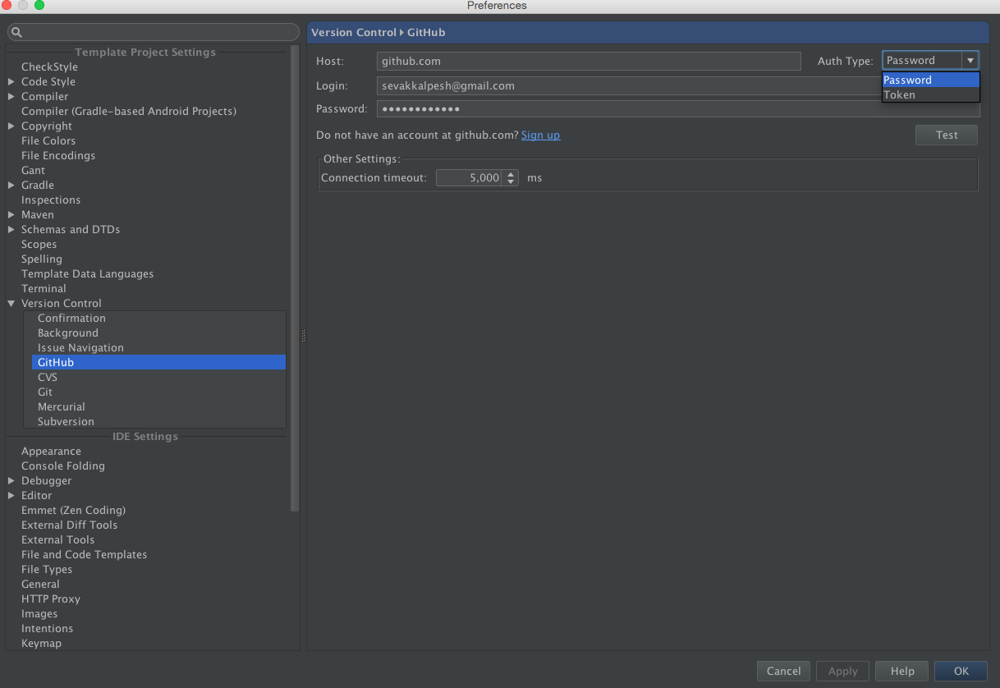 Preferences
Template Project Settings
CheckStyle
Code Style
Compiler
Compiler (Gradle-based Android Projects)
Copyright
File Colors
File Encodings
Gant
Gradle
Inspections
Maven
Schemas and DTDs
Scopes
Spelling
Template Data Languages
Terminal
Version Control
Confirmation
Background
Issue Navigation
GitHub
CVS
Git
Mercurial
Subversion
IDE Settings
Appearance
Console Folding
Debugger
Editor
Emmet (Zen Coding)
External Diff Tools
External Tools
File and Code Templates
File Types
General
HTTP Proxy
Images
Intentions
Keymap
Version Control GitHub
Host: github.com Auth Type: Password
Password
Token
Login: sevakkalpesh@gmail.com
Password: ●●●●●●●●●●●●
Do not have an account at github.com? Sign up Test
Other Settings:
Connection timeout: 5,000 ms
Cancel Apply Help OK